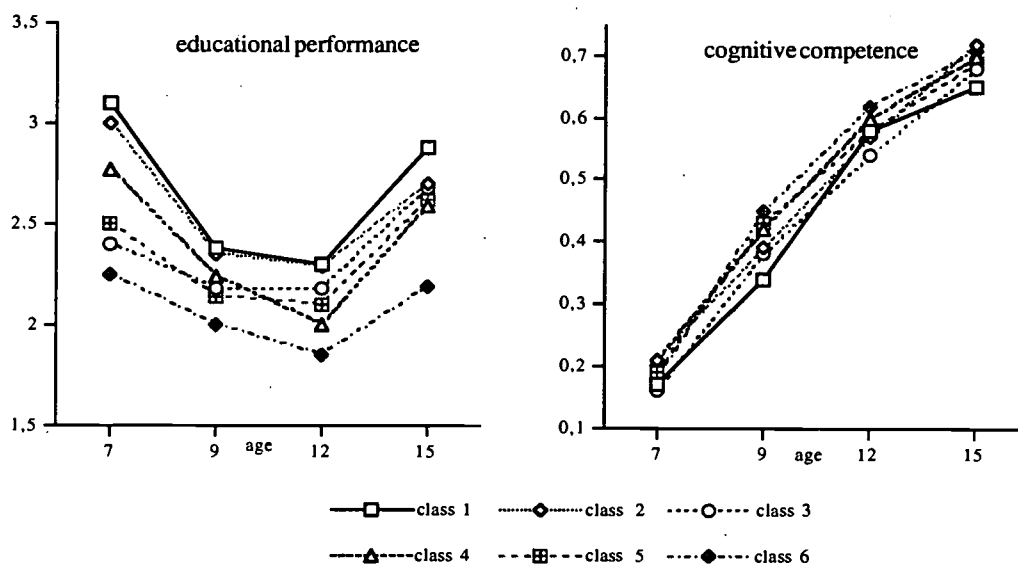 educational performance
3,5
3
2.5
2
1,5
7
9
age
12
15
cognitive competence
0,7
0,6
0,5
0,4
0,3
0,2
0,1
7
9
age
12
15
class 1
class 2
class 3
class 4
class 5
class 6